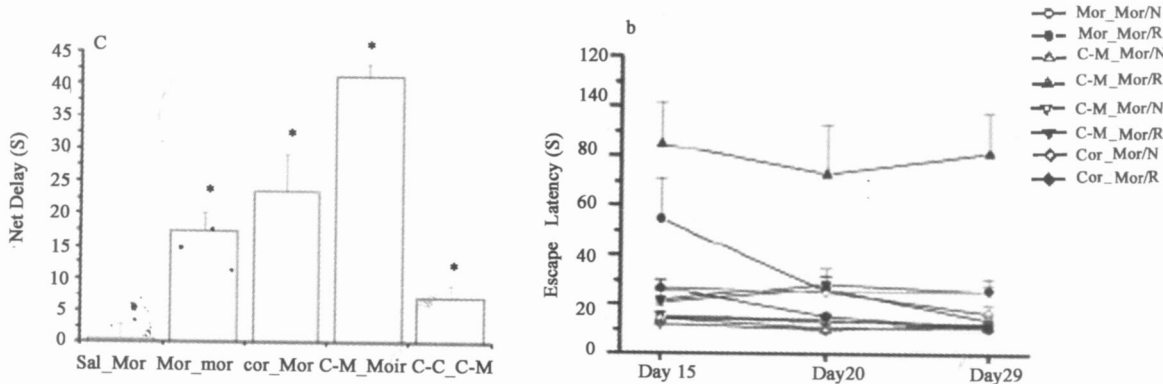 C
45
40
35
30
25
20
15
10
5
0
Net Delay (S)
Sal_Mor Mor_mor cor_Mor C-M_Moir C-C_C-M
* * * * *
b
120
140
80
60
40
20
0
Escape Latency (S)
Day 15 Day20 Day29
Mor_Mor/N
Mor_Mor/R
C-M_Mor/N
C-M_Mor/R
C-M_Mor/N
C-M_Mor/R
Cor_Mor/N
Cor_Mor/R